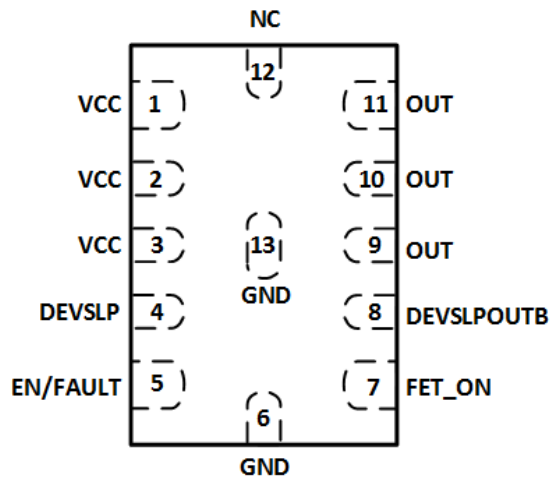 NC
12
VCC 1 11 OUT
VCC 2 10 OUT
VCC 3 13 9 OUT
GND
DEVSLP 4 8 DEVSLPOUTB
EN/FAULT 5 7 FET_ON
6
GND